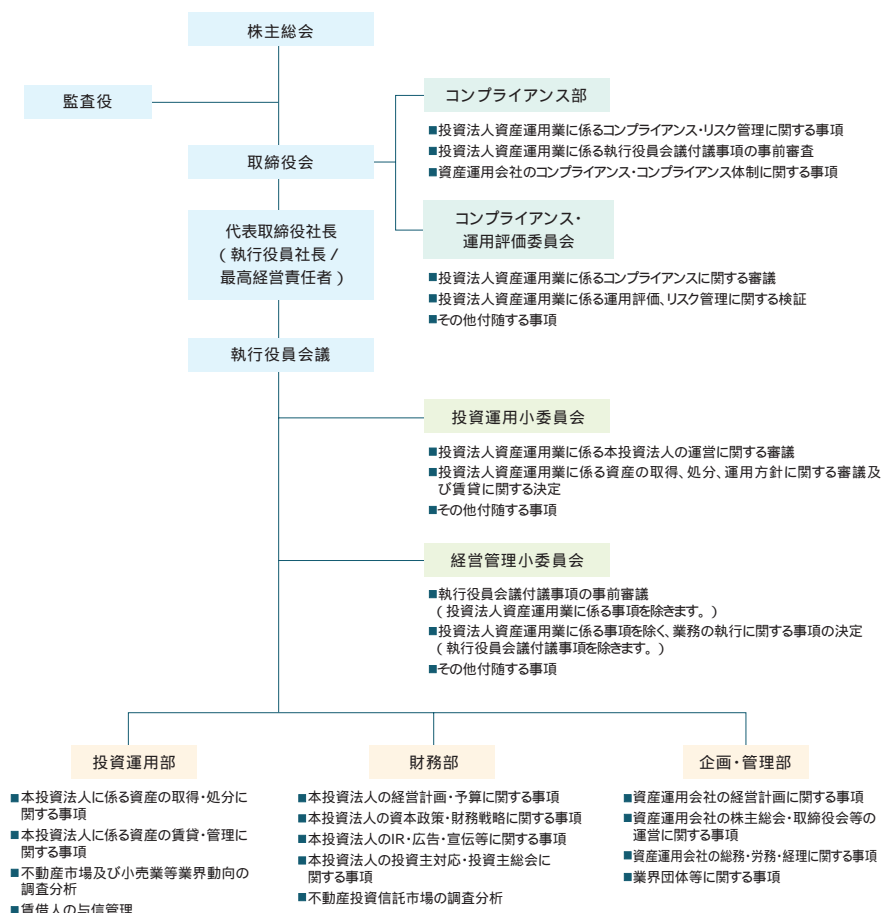 株主総会
監査役
コンプライアンス部
■投資法人資産運用業に係るコンプライアンス・リスク管理に関する事項
■投資法人資産運用業に係る執行役員会議付議事項の事前審査
■資産運用会社のコンプライアンス・コンプライアンス体制に関する事項
取締役会
代表取締役社長
(執行役員社長/
最高経営責任者)
コンプライアンス・
運用評価委員会
■投資法人資産運用業に係るコンプライアンスに関する審議
■投資法人資産運用業に係る運用評価、リスク管理に関する検証
■その他付随する事項
執行役員会議
投資運用小委員会
■投資法人資産運用業に係る本投資法人の運営に関する審議
■投資法人資産運用業に係る資産の取得、処分、運用方針に関する審議及
び賃貸に関する決定
■その他付随する事項
経営管理小委員会
■執行役員会議付議事項の事前審議
(投資法人資産運用業に係る事項を除きます。)
■投資法人資産運用業に係る事項を除く、業務の執行に関する事項の決定
(執行役員会議付議事項を除きます。)
■その他付随する事項
投資運用部
■本投資法人に係る資産の取得・処分に
関する事項
■本投資法人に係る資産の賃貸・管理に
関する事項
■不動産市場及び小売業等業界動向の
調査分析
■賃借人の与信管理
財務部
■本投資法人の経営計画・予算に関する事項
■本投資法人の資本政策・財務戦略に関する事項
■本投資法人のIR・広告・宣伝等に関する事項
■本投資法人の投資主対応・投資主総会に
関する事項
■不動産投資信託市場の調査分析
企画・管理部
■資産運用会社の経営計画に関する事項
■資産運用会社の株主総会・取締役会等の
運営に関する事項
■資産運用会社の総務・労務・経理に関する事項
■業界団体等に関する事項